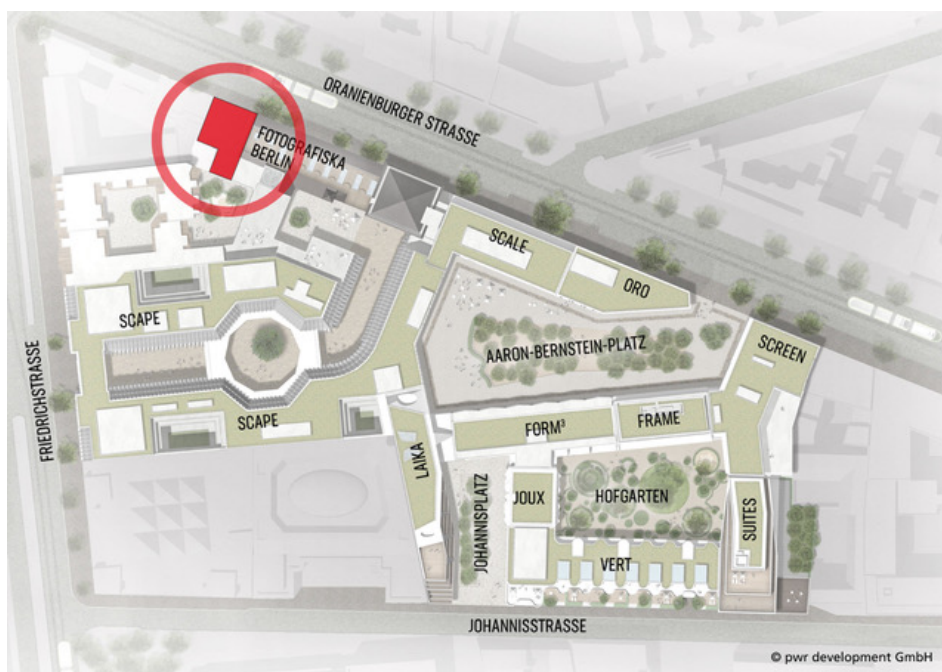 ORANIENBURGER STRASSE
FOTOGRAFISKA
BERLIN
SCALE
ORO
SCAPE
AARON-BERNSTEIN-PLATZ
SCREEN
FRIEDRICHSTRASSE
SCAPE
LAIKA
FORM³
FRAME
JOHANNISPLATZ
JOUX
HOFGARTEN
SUITES
VERT
JOHANNISSTRASSE
© pwr development GmbH